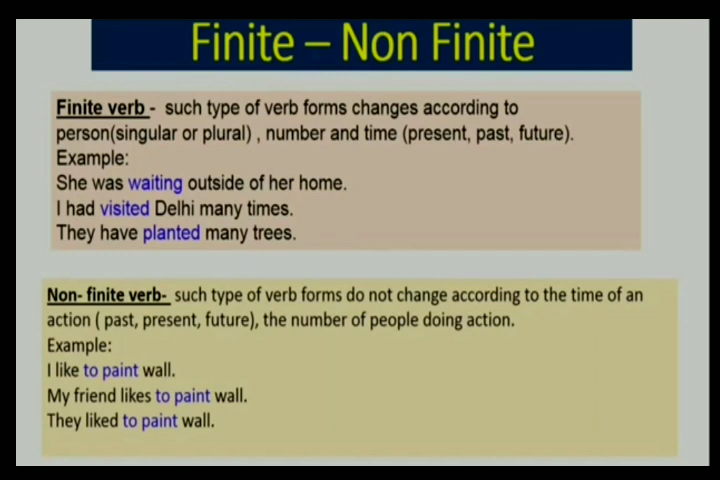 Finite – Non Finite
Finite verb - such type of verb forms changes according to
person(singular or plural) , number and time (present, past, future).
Example:
She was waiting outside of her home.
I had visited Delhi many times.
They have planted many trees.
Non- finite verb- such type of verb forms do not change according to the time of an
action ( past, present, future), the number of people doing action.
Example:
I like to paint wall.
My friend likes to paint wall.
They liked to paint wall.